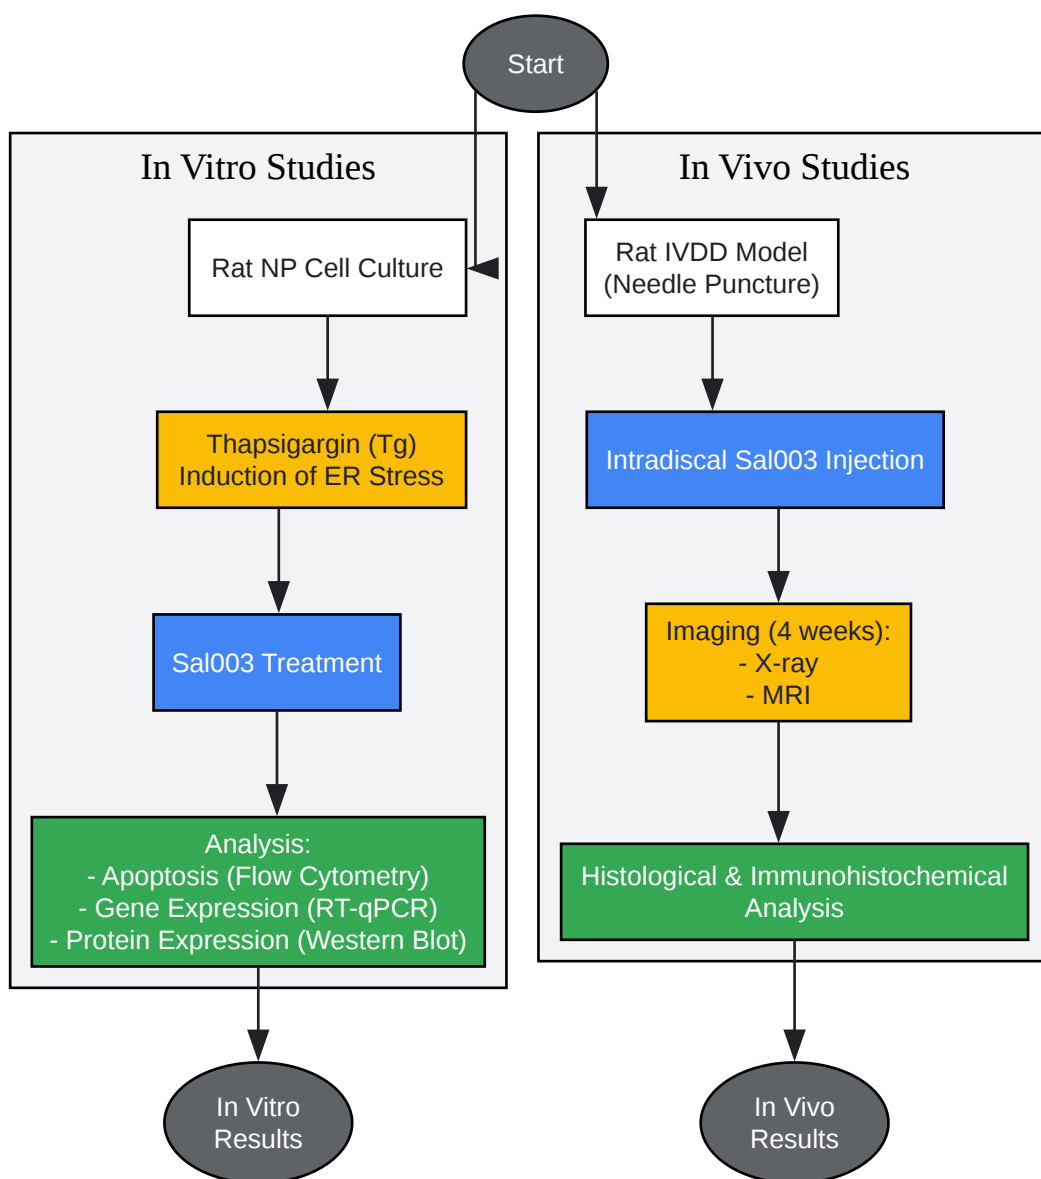 Start
In Vitro Studies
Rat NP Cell Culture
Thapsigargin (Tg)
Induction of ER Stress
Sal003 Treatment
Analysis:
- Apoptosis (Flow Cytometry)
- Gene Expression (RT-qPCR)
- Protein Expression (Western Blot)
In Vitro
Results
In Vivo Studies
Rat IVDD Model
(Needle Puncture)
Intradiscal Sal003 Injection
Imaging (4 weeks):
- X-ray
- MRI
Histological & Immunohistochemical
Analysis
In Vivo
Results